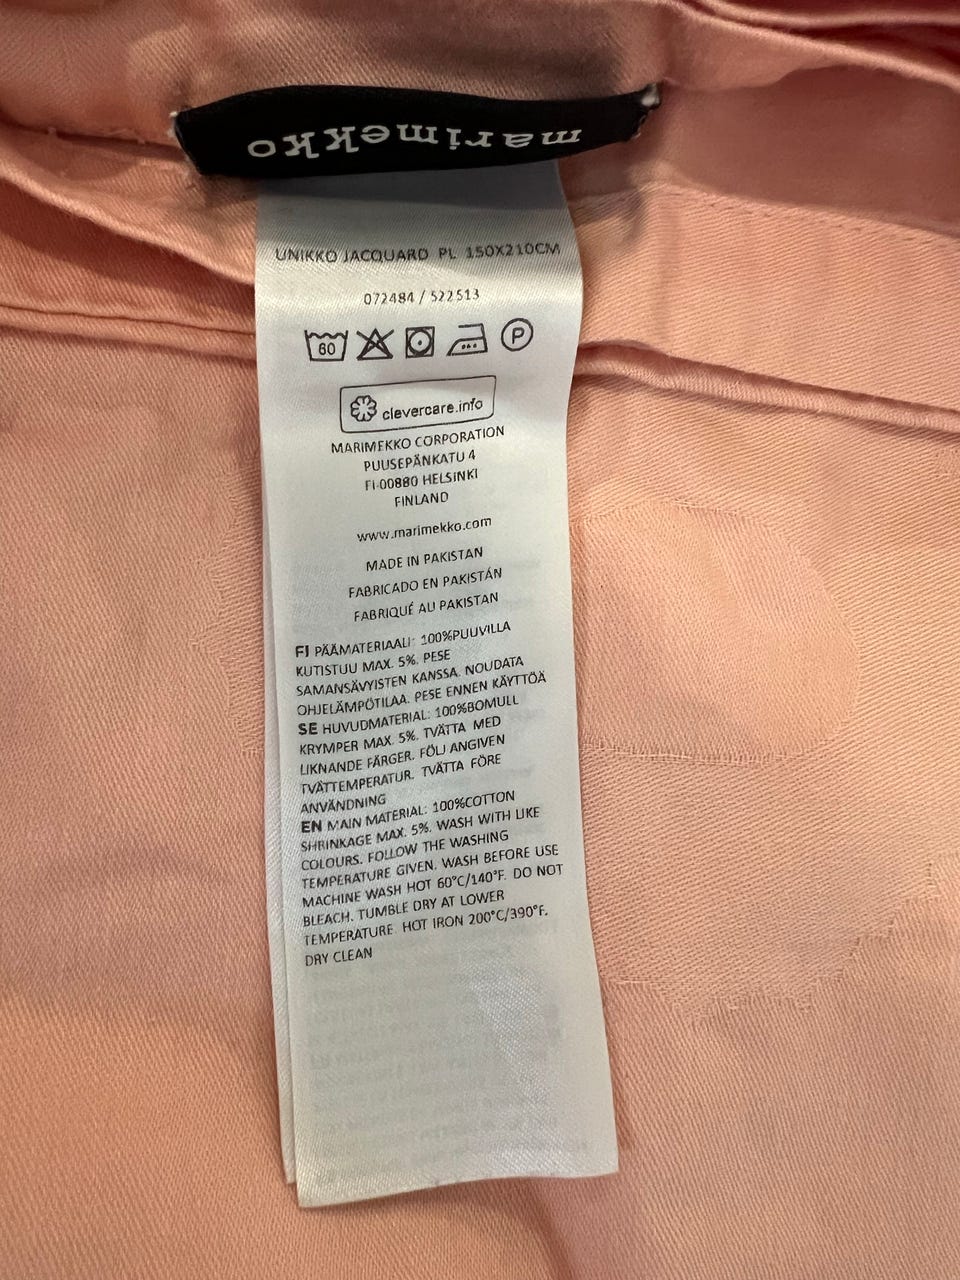 marimekko
UNIKKO JACQUARD PL 150X210CM
072484 / 522513
60
P
clevercare.info
MARIMEKKO CORPORATION
PUUSEPÄNKATU 4
FI-00880 HELSINKI
FINLAND
www.marimekko.com
MADE IN PAKISTAN
FABRICADO EN PAKISTÁN
FABRIQUÉ AU PAKISTAN
FI PÄÄMATERIAALI: 100%PUUVILLA
KUTISTUU MAX. 5%. PESE
SAMANSÄVYISTEN KANSSA. NOUDATA
OHJELÄMPÖTILAA. PESE ENNEN KÄYTTÖÄ
SE HUVUDMATERIAL: 100%BOMULL
KRYMPER MAX. 5%. TVÄTTA MED
LIKNANDE FÄRGER. FÖLJ ANGIVEN
TVÄTTEMPERATUR. TVÄTTA FÖRE
ANVÄNDNING
EN MAIN MATERIAL: 100%COTTON
SHRINKAGE MAX. 5%. WASH WITH LIKE
COLOURS. FOLLOW THE WASHING
TEMPERATURE GIVEN. WASH BEFORE USE
MACHINE WASH HOT 60°C/140°F. DO NOT
BLEACH. TUMBLE DRY AT LOWER
TEMPERATURE. HOT IRON 200°C/390°F.
DRY CLEAN